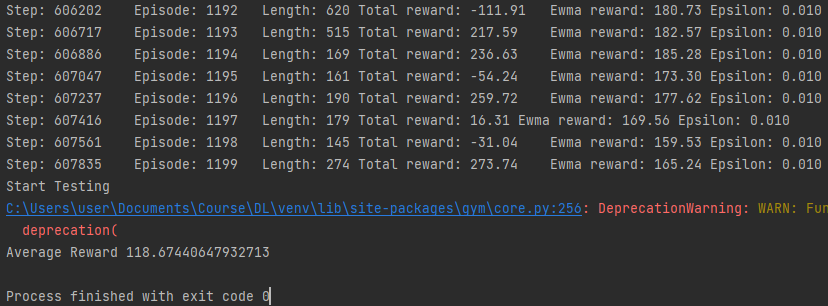 Step: 606202 Episode: 1192 Length: 620 Total reward: -111.91 Ewma reward: 180.73 Epsilon: 0.010
Step: 606717 Episode: 1193 Length: 515 Total reward: 217.59 Ewma reward: 182.57 Epsilon: 0.010
Step: 606886 Episode: 1194 Length: 169 Total reward: 236.63 Ewma reward: 185.28 Epsilon: 0.010
Step: 607047 Episode: 1195 Length: 161 Total reward: -54.24 Ewma reward: 173.30 Epsilon: 0.010
Step: 607237 Episode: 1196 Length: 190 Total reward: 259.72 Ewma reward: 177.62 Epsilon: 0.010
Step: 607416 Episode: 1197 Length: 179 Total reward: 16.31 Ewma reward: 169.56 Epsilon: 0.010
Step: 607561 Episode: 1198 Length: 145 Total reward: -31.04 Ewma reward: 159.53 Epsilon: 0.010
Step: 607835 Episode: 1199 Length: 274 Total reward: 273.74 Ewma reward: 165.24 Epsilon: 0.010
Start Testing
C:\Users\user\Documents\Course\DL\venv\lib\site-packages\gym\core.py:256: DeprecationWarning: WARN: Fun
deprecation(
Average Reward 118.67440647932713
Process finished with exit code 0